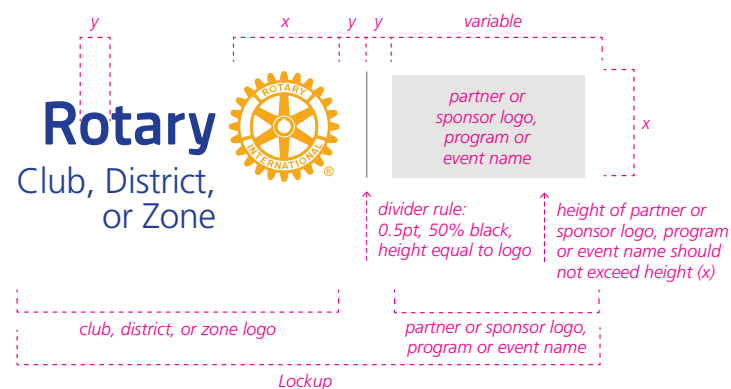 y
x
y
y
variable
Rotary
Club, District,
or Zone
ROTARY
INTERNATIONAL
®
partner or
sponsor logo,
program or
event name
x
divider rule:
0.5pt, 50% black,
height equal to logo
height of partner or
sponsor logo, program
or event name should
not exceed height (x)
club, district, or zone logo
partner or sponsor logo,
program or event name
Lockup